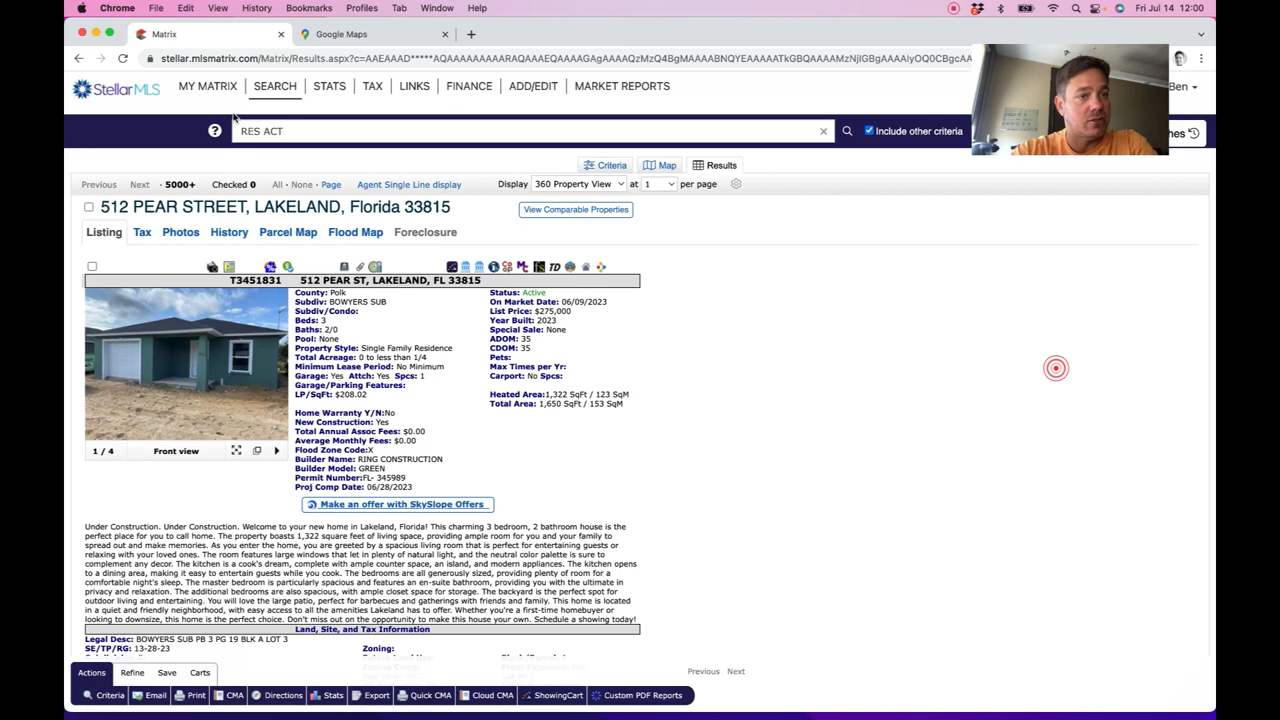 Chrome File Edit View History Bookmarks Profiles Tab Window Help Fri Jul 14 12:00
Matrix Google Maps
stellar.mlsmatrix.com/Matrix/Results.aspx?c=AAEAAAD*****AQAAAAAAAAARAQAAAEQAAAAGAgAAAAQzMzQ4BgMAAAABNQYEAAAAATkGBQAAAAMzNjIGBgAAAAIyOQ0CBgcAA
StellarMLS MY MATRIX SEARCH STATS TAX LINKS FINANCE ADD/EDIT MARKET REPORTS Ben
RES ACT Include other criteria
Criteria Map Results
Previous Next · 5000+ Checked 0 All · None · Page Agent Single Line display Display 360 Property View at 1 per page
512 PEAR STREET, LAKELAND, Florida 33815 View Comparable Properties
Listing Tax Photos History Parcel Map Flood Map Foreclosure
T3451831 512 PEAR ST, LAKELAND, FL 33815
County: Polk
Subdiv: BOWYERS SUB
Subdiv/Condo:
Beds: 3
Baths: 2/0
Pool: None
Property Style: Single Family Residence
Total Acreage: 0 to less than 1/4
Minimum Lease Period: No Minimum
Garage: Yes Attch: Yes Spcs: 1
Garage/Parking Features:
LP/SqFt: $208.02
Home Warranty Y/N:No
New Construction: Yes
Total Annual Assoc Fees: $0.00
Average Monthly Fees: $0.00
Flood Zone Code:X
Builder Name: RING CONSTRUCTION
Builder Model: GREEN
Permit Number:FL- 345989
Proj Comp Date: 06/28/2023
Status: Active
On Market Date: 06/09/2023
List Price: $275,000
Year Built: 2023
Special Sale: None
ADOM: 35
CDOM: 35
Pets:
Max Times per Yr:
Carport: No Spcs:
Heated Area:1,322 SqFt / 123 SqM
Total Area: 1,650 SqFt / 153 SqM
1 / 4 Front view
Make an offer with SkySlope Offers
Under Construction. Under Construction. Welcome to your new home in Lakeland, Florida! This charming 3 bedroom, 2 bathroom house is the
perfect place for you to call home. The property boasts 1,322 square feet of living space, providing ample room for you and your family to
spread out and make memories. As you enter the home, you are greeted by a spacious living room that is perfect for entertaining guests or
relaxing with your loved ones. The room features large windows that let in plenty of natural light, and the neutral color palette is sure to
complement any decor. The kitchen is a cook's dream, complete with ample counter space, an island, and modern appliances. The kitchen opens
to a dining area, making it easy to entertain guests while you cook. The bedrooms are all generously sized, providing plenty of room for a
comfortable night's sleep. The master bedroom is particularly spacious and features an en-suite bathroom, providing you with the ultimate in
privacy and relaxation. The additional bedrooms are also spacious, with ample closet space for storage. The backyard is the perfect spot for
outdoor living and entertaining. You will love the large patio, perfect for barbecues and gatherings with friends and family. This home is located
in a quiet and friendly neighborhood, with easy access to all the amenities Lakeland has to offer. Whether you're a first-time homebuyer or
looking to downsize, this home is the perfect choice. Don't miss out on the opportunity to make this house your own. Schedule a showing today!
Land, Site, and Tax Information
Legal Desc: BOWYERS SUB PB 3 PG 19 BLK A LOT 3
SE/TP/RG: 13-28-23 Zoning:
Actions Refine Save Carts Previous Next
Criteria Email Print CMA Directions Stats Export Quick CMA Cloud CMA ShowingCart Custom PDF Reports